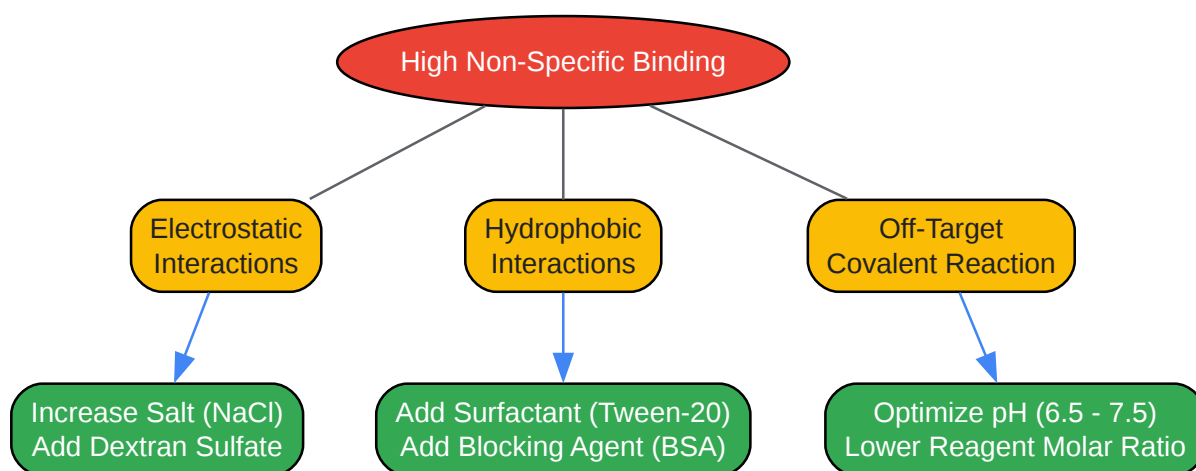 High Non-Specific Binding
Electrostatic
Interactions
Hydrophobic
Interactions
Off-Target
Covalent Reaction
Increase Salt (NaCl)
Add Dextran Sulfate
Add Surfactant (Tween-20)
Add Blocking Agent (BSA)
Optimize pH (6.5 - 7.5)
Lower Reagent Molar Ratio